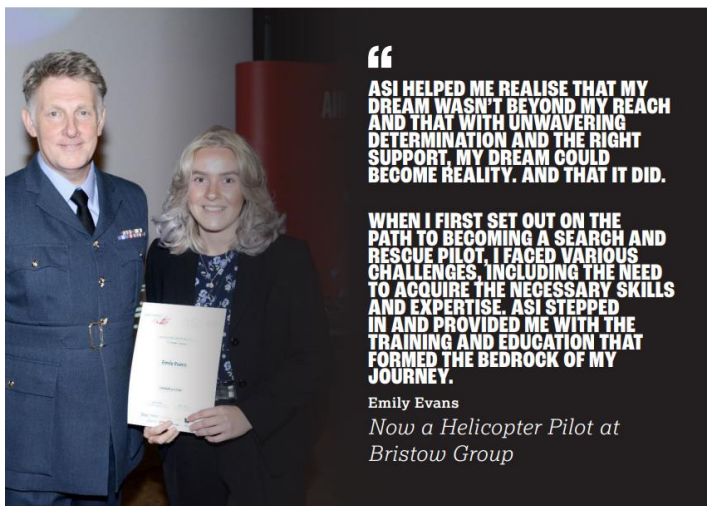 “
ASI HELPED ME REALISE THAT MY
DREAM WASN'T BEYOND MY REACH
AND THAT WITH UNWAVERING
DETERMINATION AND THE RIGHT
SUPPORT, MY DREAM COULD
BECOME REALITY. AND THAT IT DID.
WHEN I FIRST SET OUT ON THE
PATH TO BECOMING A SEARCH AND
RESCUE PILOT, I FACED VARIOUS
CHALLENGES, INCLUDING THE NEED
TO ACQUIRE THE NECESSARY SKILLS
AND EXPERTISE. ASI STEPPED
IN AND PROVIDED ME WITH THE
TRAINING AND EDUCATION THAT
FORMED THE BEDROCK OF MY
JOURNEY.
Emily Evans
Now a Helicopter Pilot at
Bristow Group